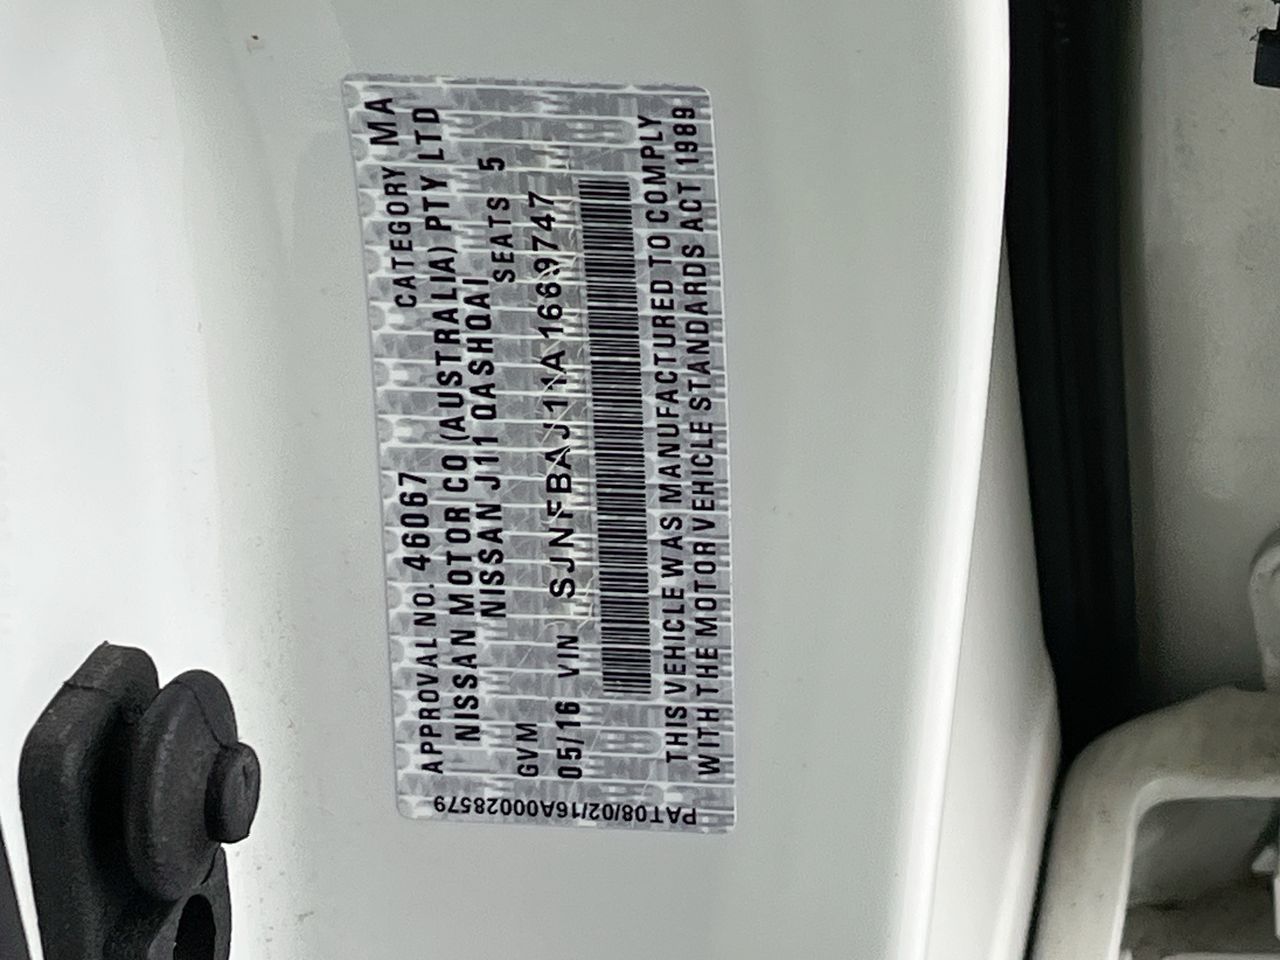 APPROVAL NO. 46067 CATEGORY MA
NISSAN MOTOR CO (AUSTRALIA) PTY LTD
NISSAN J11 QASHQAI
GVM SEATS 5
05/16 VIN SJNFBAJ11A1669747
THIS VEHICLE WAS MANUFACTURED TO COMPLY
WITH THE MOTOR VEHICLE STANDARDS ACT 1989
PAT08/02/16A00028579